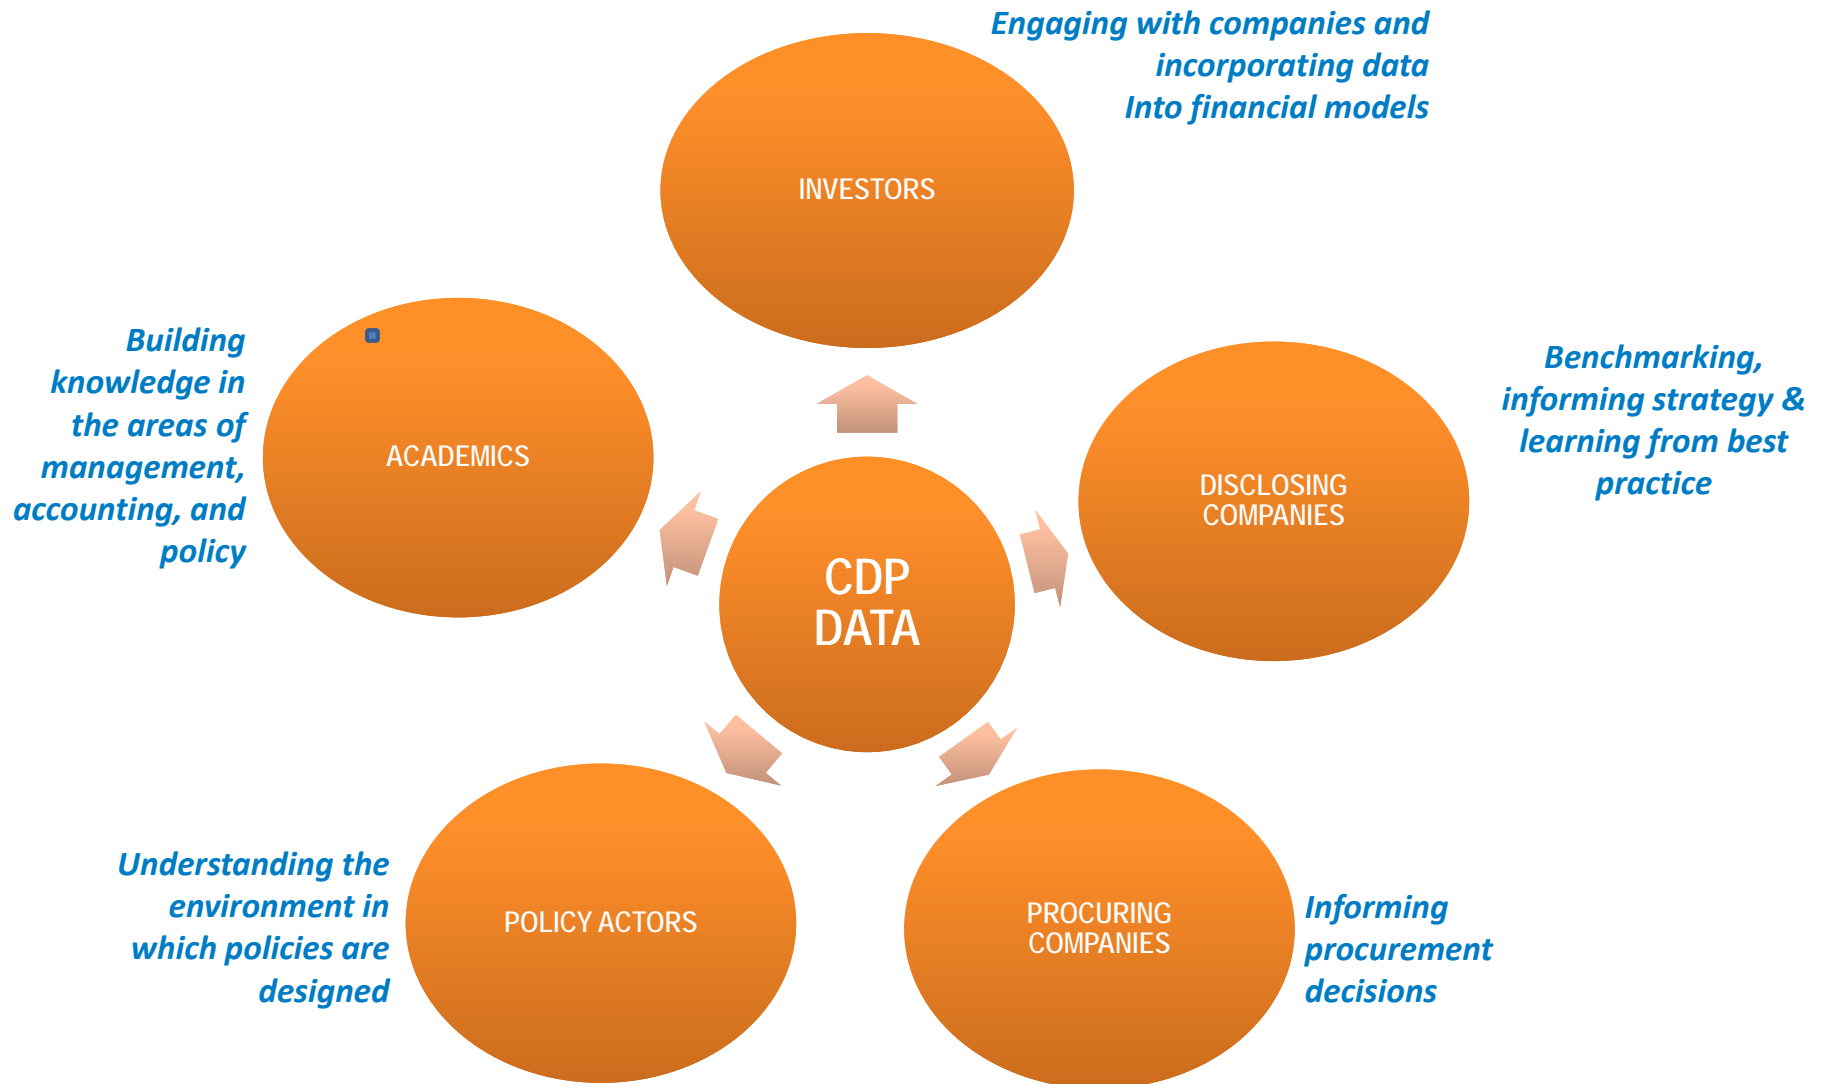 Engaging with companies and
incorporating data
Into financial models
INVESTORS
Building
knowledge in
the areas of
management,
accounting, and
policy
ACADEMICS
Benchmarking,
informing strategy &
learning from best
practice
DISCLOSING
COMPANIES
CDP
DATA
Understanding the
environment in
which policies are
designed
POLICY ACTORS
PROCURING
COMPANIES
Informing
procurement
decisions